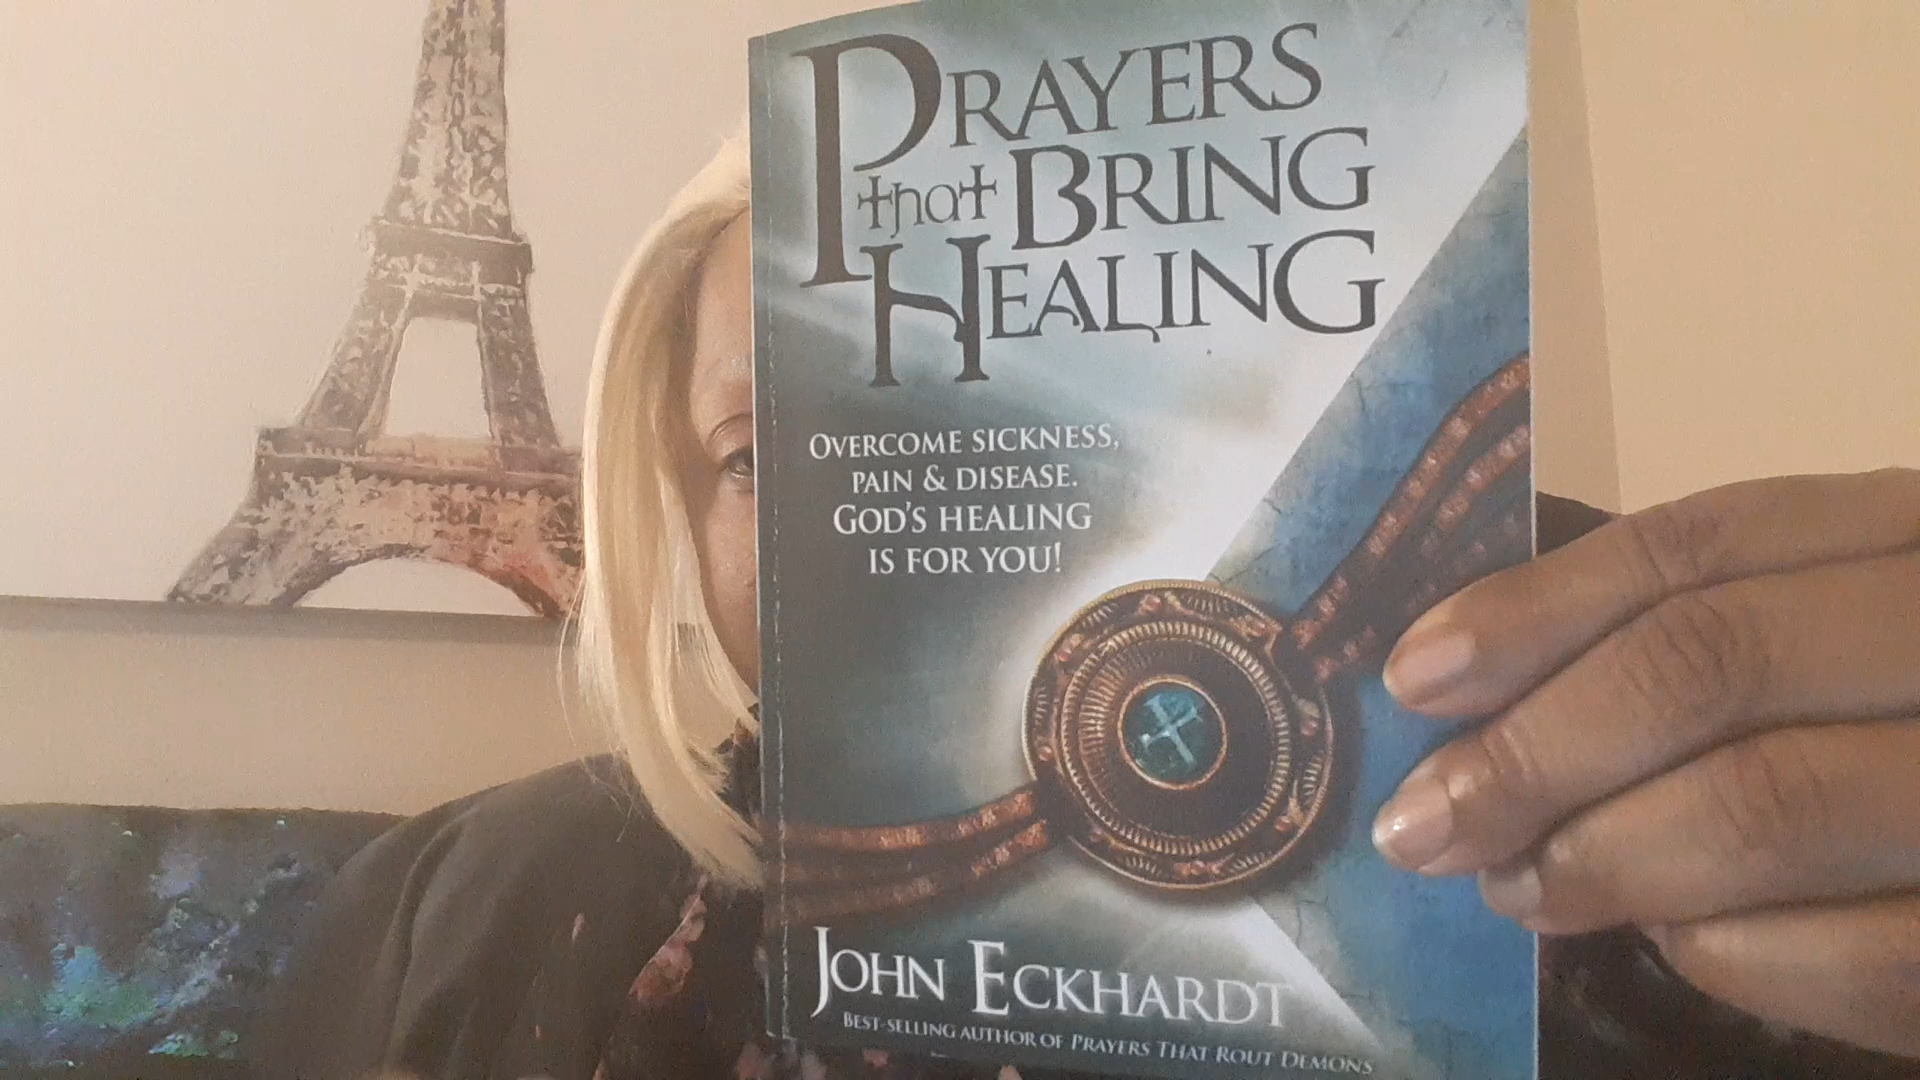 PRAYERS
that BRING
HEALING
OVERCOME SICKNESS,
PAIN & DISEASE.
GOD'S HEALING
IS FOR YOU!
JOHN ECKHARDT
BEST-SELLING AUTHOR OF PRAYERS THAT ROUT DEMONS